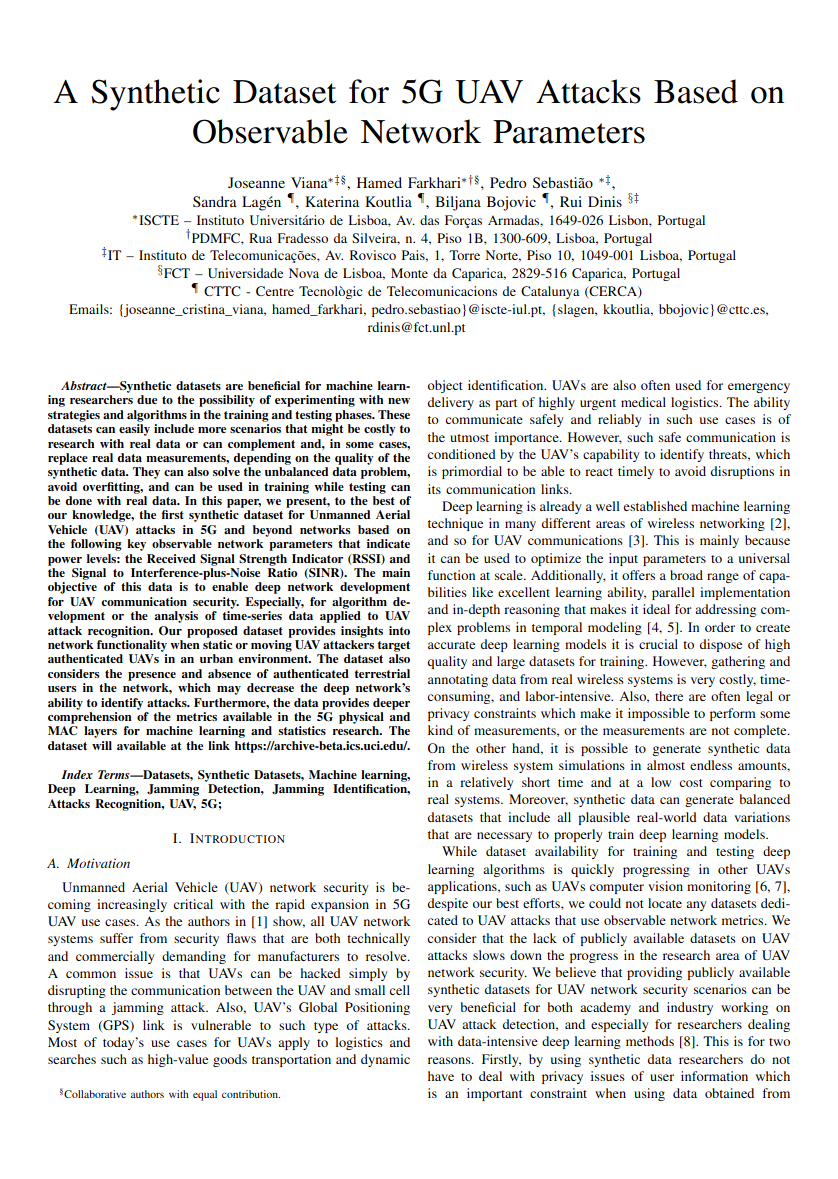 A Synthetic Dataset for 5G UAV Attacks Based on
Observable Network Parameters
Joseanne Viana*‡§, Hamed Farkhari*†§, Pedro Sebastião *‡,
Sandra Lagén ¶, Katerina Koutlia ¶, Biljana Bojovic ¶, Rui Dinis §‡
*ISCTE – Instituto Universitário de Lisboa, Av. das Forças Armadas, 1649-026 Lisbon, Portugal
†PDMFC, Rua Fradesso da Silveira, n. 4, Piso 1B, 1300-609, Lisboa, Portugal
‡IT – Instituto de Telecomunicações, Av. Rovisco Pais, 1, Torre Norte, Piso 10, 1049-001 Lisboa, Portugal
§FCT – Universidade Nova de Lisboa, Monte da Caparica, 2829-516 Caparica, Portugal
¶ CTTC - Centre Tecnològic de Telecomunicacions de Catalunya (CERCA)
Emails: {joseanne_cristina_viana, hamed_farkhari, pedro.sebastiao}@iscte-iul.pt, {slagen, kkoutlia, bbojovic}@cttc.es,
rdinis@fct.unl.pt
Abstract—Synthetic datasets are beneficial for machine learn-
ing researchers due to the possibility of experimenting with new
strategies and algorithms in the training and testing phases. These
datasets can easily include more scenarios that might be costly to
research with real data or can complement and, in some cases,
replace real data measurements, depending on the quality of the
synthetic data. They can also solve the unbalanced data problem,
avoid overfitting, and can be used in training while testing can
be done with real data. In this paper, we present, to the best of
our knowledge, the first synthetic dataset for Unmanned Aerial
Vehicle (UAV) attacks in 5G and beyond networks based on
the following key observable network parameters that indicate
power levels: the Received Signal Strength Indicator (RSSI) and
the Signal to Interference-plus-Noise Ratio (SINR). The main
objective of this data is to enable deep network development
for UAV communication security. Especially, for algorithm de-
velopment or the analysis of time-series data applied to UAV
attack recognition. Our proposed dataset provides insights into
network functionality when static or moving UAV attackers target
authenticated UAVs in an urban environment. The dataset also
considers the presence and absence of authenticated terrestrial
users in the network, which may decrease the deep network's
ability to identify attacks. Furthermore, the data provides deeper
comprehension of the metrics available in the 5G physical and
MAC layers for machine learning and statistics research. The
dataset will available at the link https://archive-beta.ics.uci.edu/.
Index Terms—Datasets, Synthetic Datasets, Machine learning,
Deep Learning, Jamming Detection, Jamming Identification,
Attacks Recognition, UAV, 5G;
I. INTRODUCTION
A. Motivation
Unmanned Aerial Vehicle (UAV) network security is be-
coming increasingly critical with the rapid expansion in 5G
UAV use cases. As the authors in [1] show, all UAV network
systems suffer from security flaws that are both technically
and commercially demanding for manufacturers to resolve.
A common issue is that UAVs can be hacked simply by
disrupting the communication between the UAV and small cell
through a jamming attack. Also, UAV's Global Positioning
System (GPS) link is vulnerable to such type of attacks.
Most of today's use cases for UAVs apply to logistics and
searches such as high-value goods transportation and dynamic
§Collaborative authors with equal contribution.
object identification. UAVs are also often used for emergency
delivery as part of highly urgent medical logistics. The ability
to communicate safely and reliably in such use cases is of
the utmost importance. However, such safe communication is
conditioned by the UAV's capability to identify threats, which
is primordial to be able to react timely to avoid disruptions in
its communication links.
Deep learning is already a well established machine learning
technique in many different areas of wireless networking [2],
and so for UAV communications [3]. This is mainly because
it can be used to optimize the input parameters to a universal
function at scale. Additionally, it offers a broad range of capa-
bilities like excellent learning ability, parallel implementation
and in-depth reasoning that makes it ideal for addressing com-
plex problems in temporal modeling [4, 5]. In order to create
accurate deep learning models it is crucial to dispose of high
quality and large datasets for training. However, gathering and
annotating data from real wireless systems is very costly, time-
consuming, and labor-intensive. Also, there are often legal or
privacy constraints which make it impossible to perform some
kind of measurements, or the measurements are not complete.
On the other hand, it is possible to generate synthetic data
from wireless system simulations in almost endless amounts,
in a relatively short time and at a low cost comparing to
real systems. Moreover, synthetic data can generate balanced
datasets that include all plausible real-world data variations
that are necessary to properly train deep learning models.
While dataset availability for training and testing deep
learning algorithms is quickly progressing in other UAVs
applications, such as UAVs computer vision monitoring [6, 7],
despite our best efforts, we could not locate any datasets dedi-
cated to UAV attacks that use observable network metrics. We
consider that the lack of publicly available datasets on UAV
attacks slows down the progress in the research area of UAV
network security. We believe that providing publicly available
synthetic datasets for UAV network security scenarios can be
very beneficial for both academy and industry working on
UAV attack detection, and especially for researchers dealing
with data-intensive deep learning methods [8]. This is for two
reasons. Firstly, by using synthetic data researchers do not
have to deal with privacy issues of user information which
is an important constraint when using data obtained from